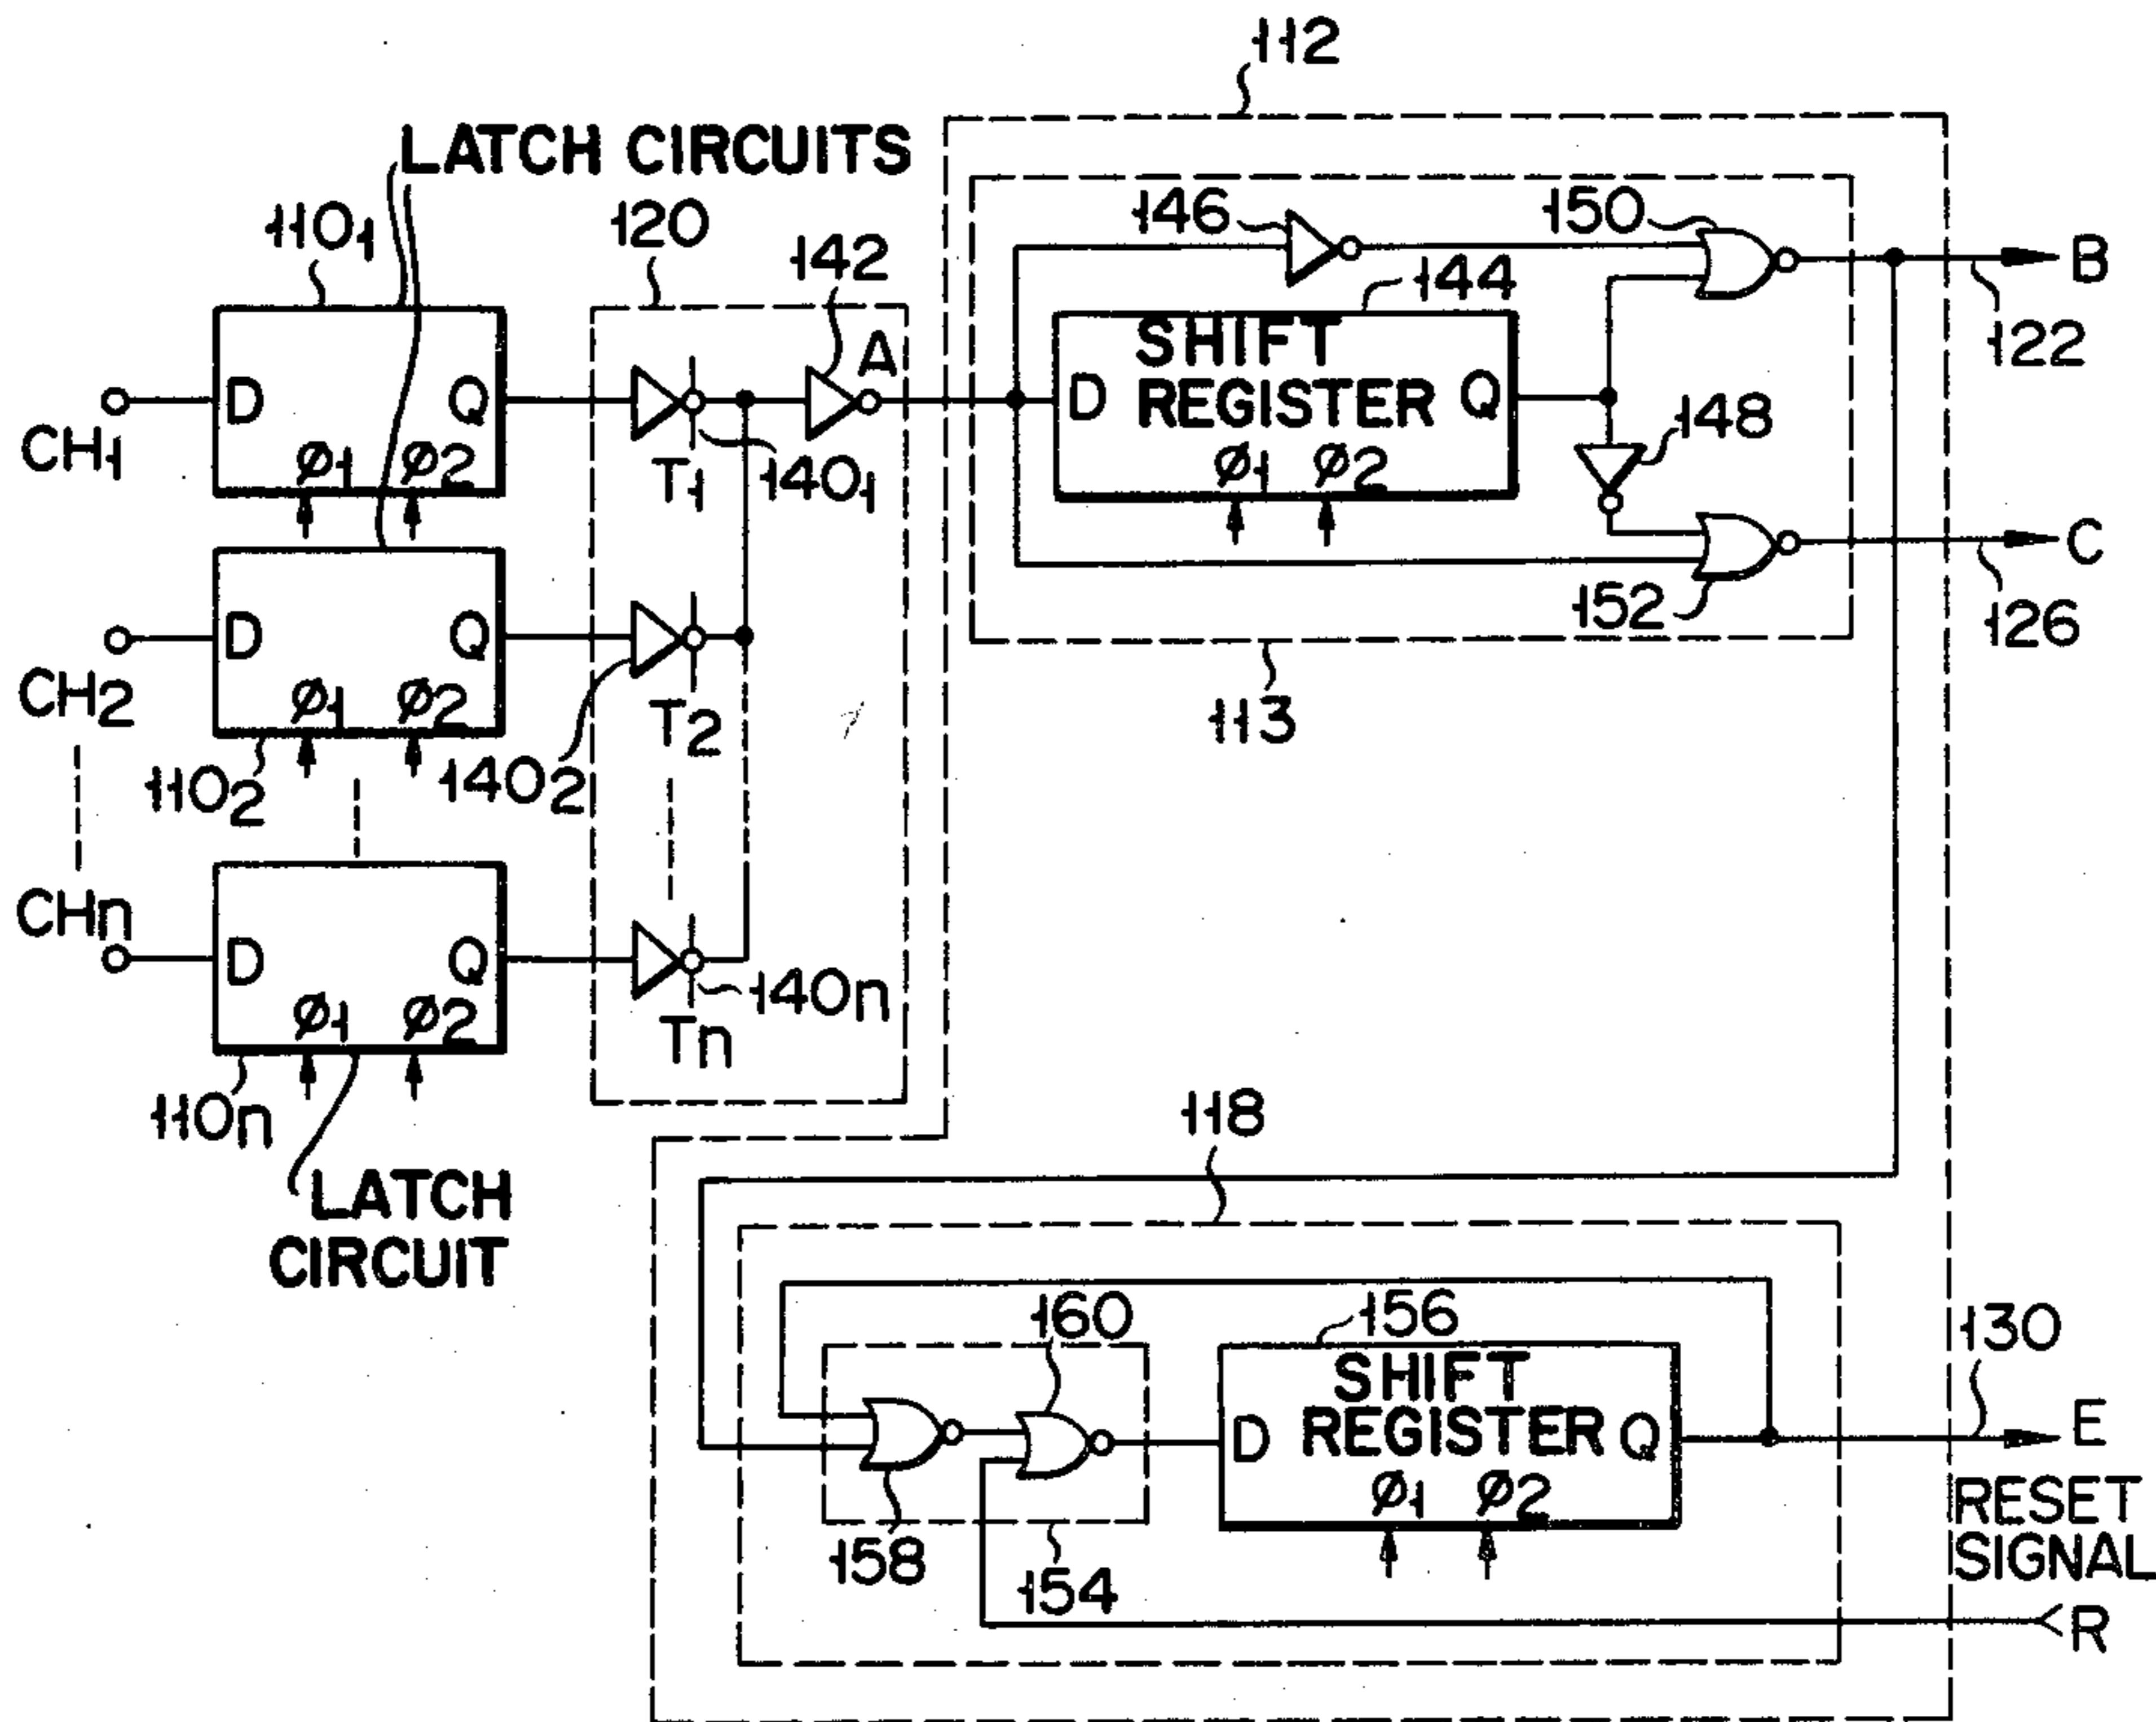 112
LATCH CIRCUITS
110₁
120
142
A
146
150
144
B
122
D
Q
ø1
ø2
CH₁
T₁
140₁
D
SHIFT
REGISTER
Q
ø1
ø2
148
C
152
126
113
D
Q
ø1
ø2
CH2
110₂
140₂
T2
CHn
D
Q
ø1
ø2
110n
140n
Tn
118
LATCH
CIRCUIT
160
156
130
D
SHIFT
REGISTER
Q
ø1
ø2
E
158
154
RESET
SIGNAL
R